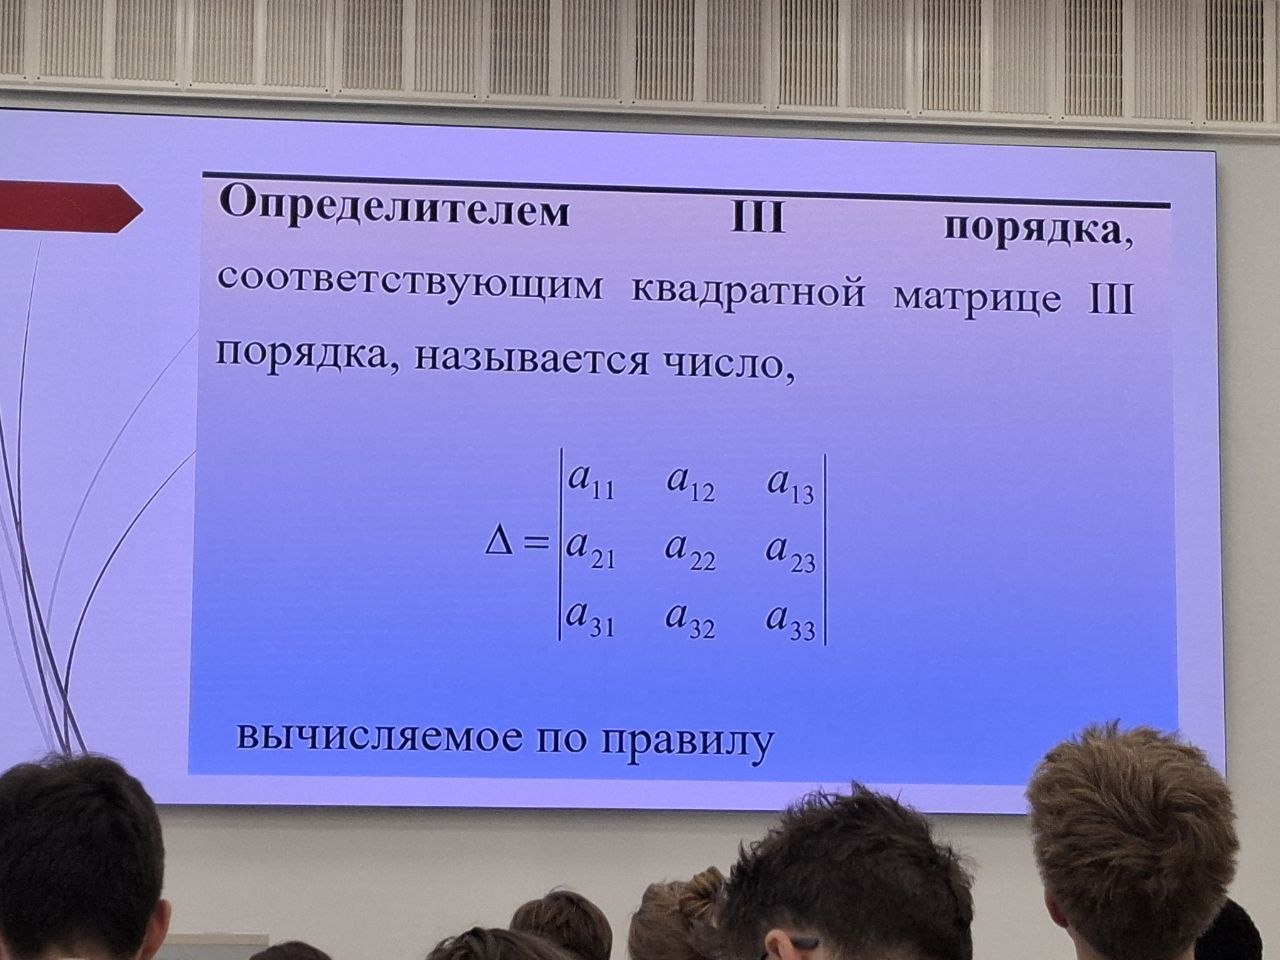 Определителем III порядка,
соответствующим квадратной матрице III
порядка, называется число,
a₁₁ a₁₂ a₁₃
Δ = a₂₁ a₂₂ a₂₃
a₃₁ a₃₂ a₃₃
вычисляемое по правилу